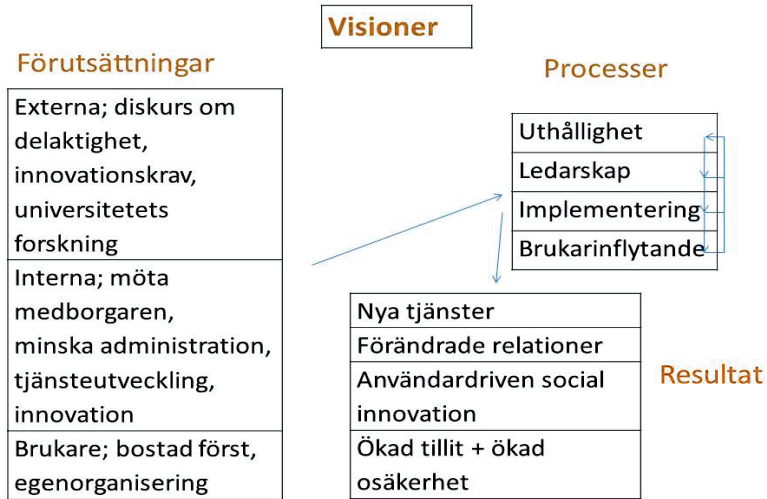 Visioner
Förutsättningar
Externa; diskurs om
delaktighet,
innovationskrav,
universitetets
forskning
Interna; möta
medborgaren,
minska administration,
tjänsteutveckling,
innovation
Brukare; bostad först,
egenorganisering
Processer
Uthållighet
Ledarskap
Implementering
Brukarinflytande
Nya tjänster
Förändrade relationer
Användardriven social
innovation
Ökad tillit + ökad
osäkerhet
Resultat